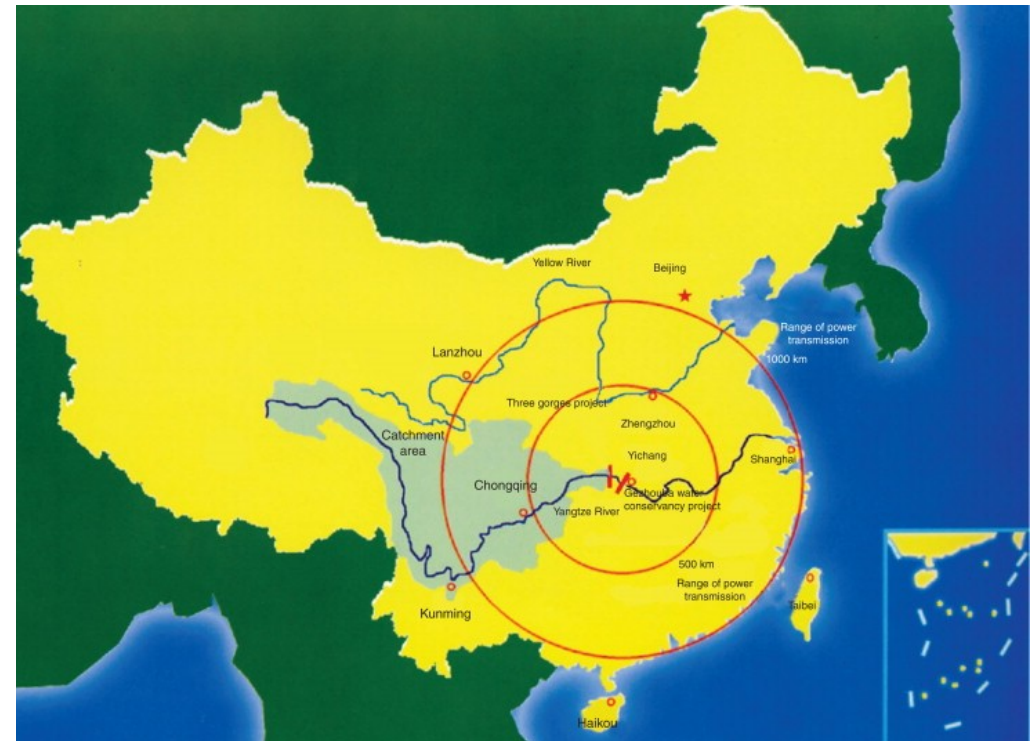 Yellow River
Beijing
Range of power
transmission
1000 km
Lanzhou
Three gorges project
Zhengzhou
Catchment
area
Yichang
Shanghai
Chongqing
Gezhouba water
conservancy project
Yangtze River
500 km
Range of power
transmission
Taibei
Kunming
Haikou